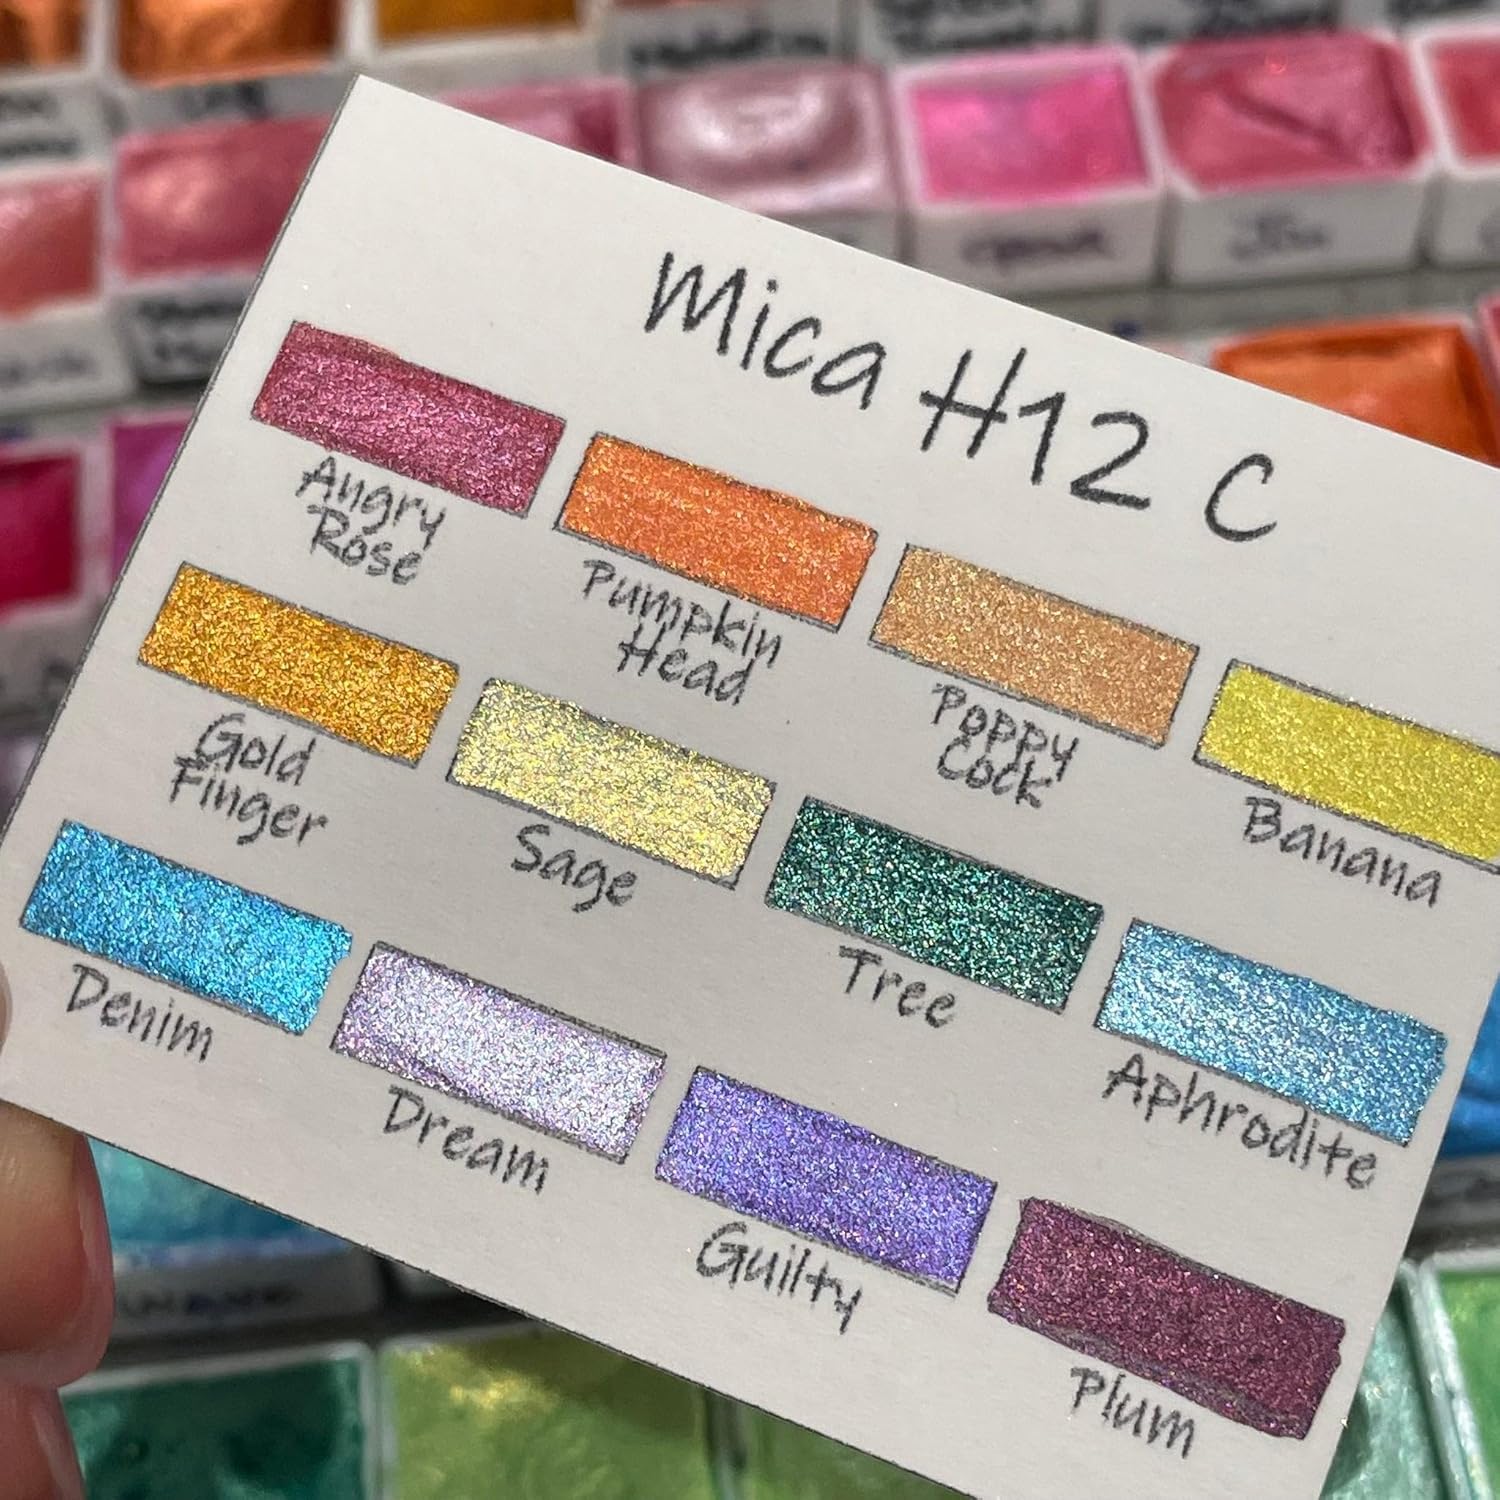 Mica H12 C
Angry
Rose
Pumpkin
Head
Poppy
Cock
Banana
Gold
Finger
Sage
Tree
Aphrodite
Denim
Dream
Guilty
Plum